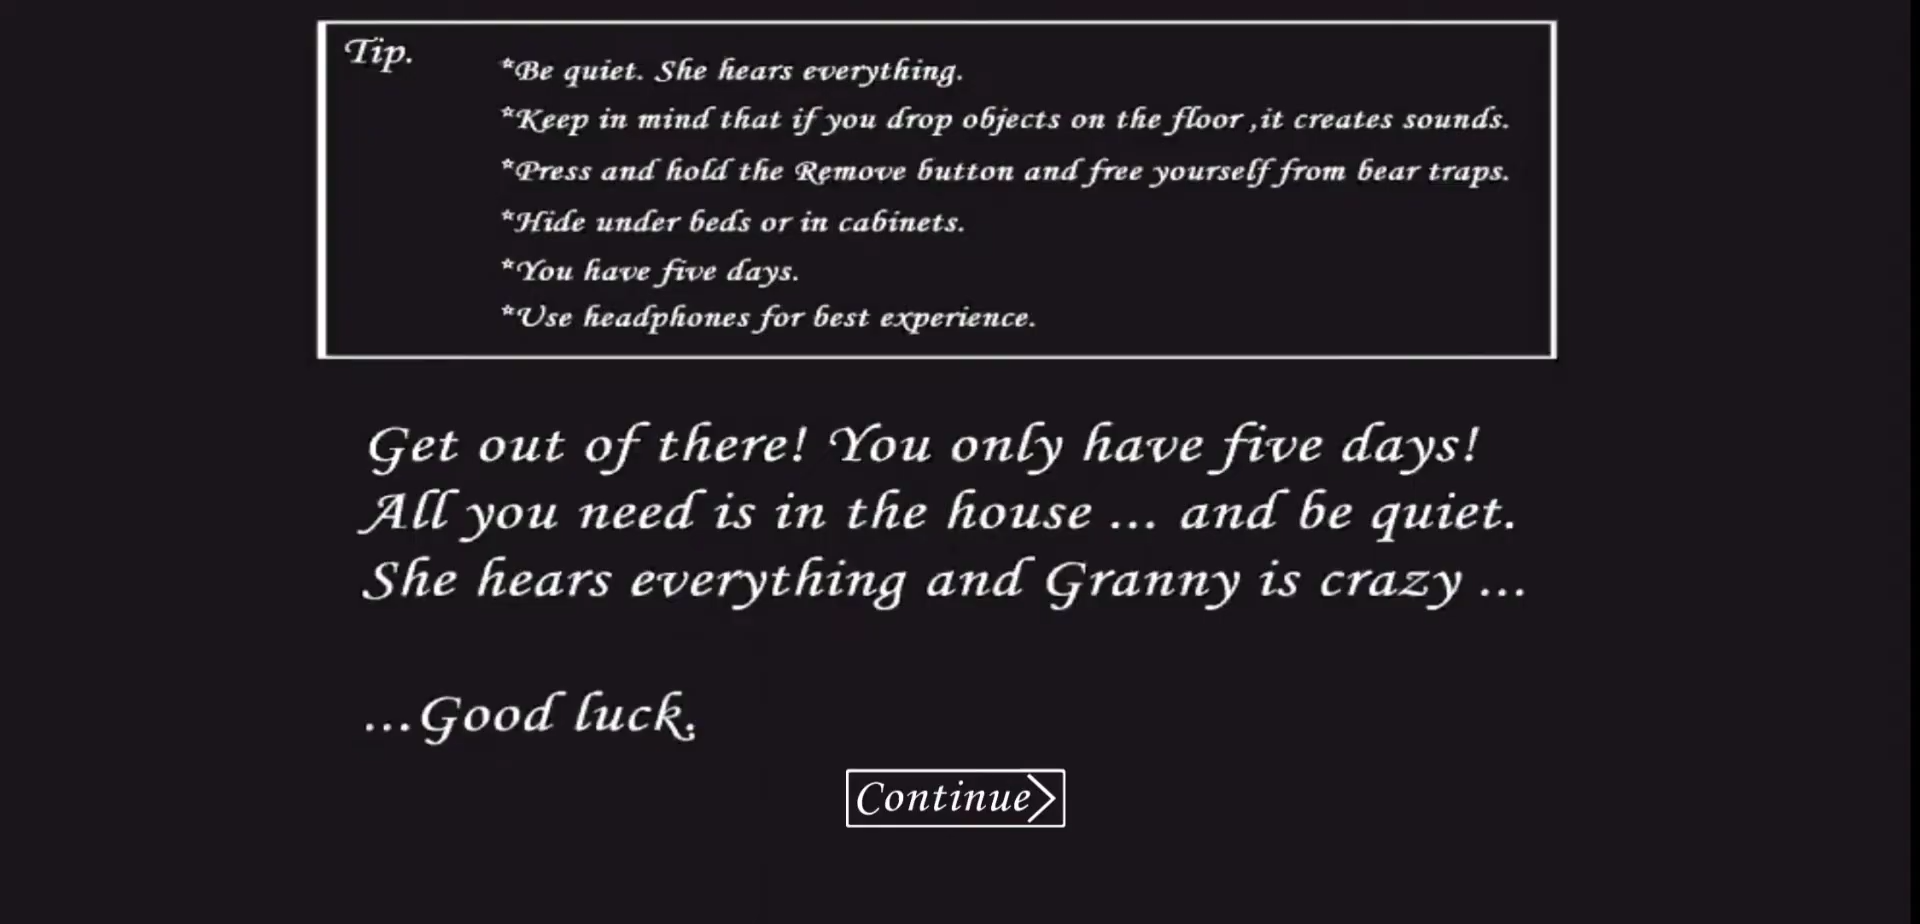 Tip.
*Be quiet. She hears everything.
*Keep in mind that if you drop objects on the floor ,it creates sounds.
*Press and hold the Remove button and free yourself from bear traps.
*Hide under beds or in cabinets.
*You have five days.
*Use headphones for best experience.
Get out of there! You only have five days!
All you need is in the house ... and be quiet.
She hears everything and Granny is crazy ...
...Good luck.
Continue